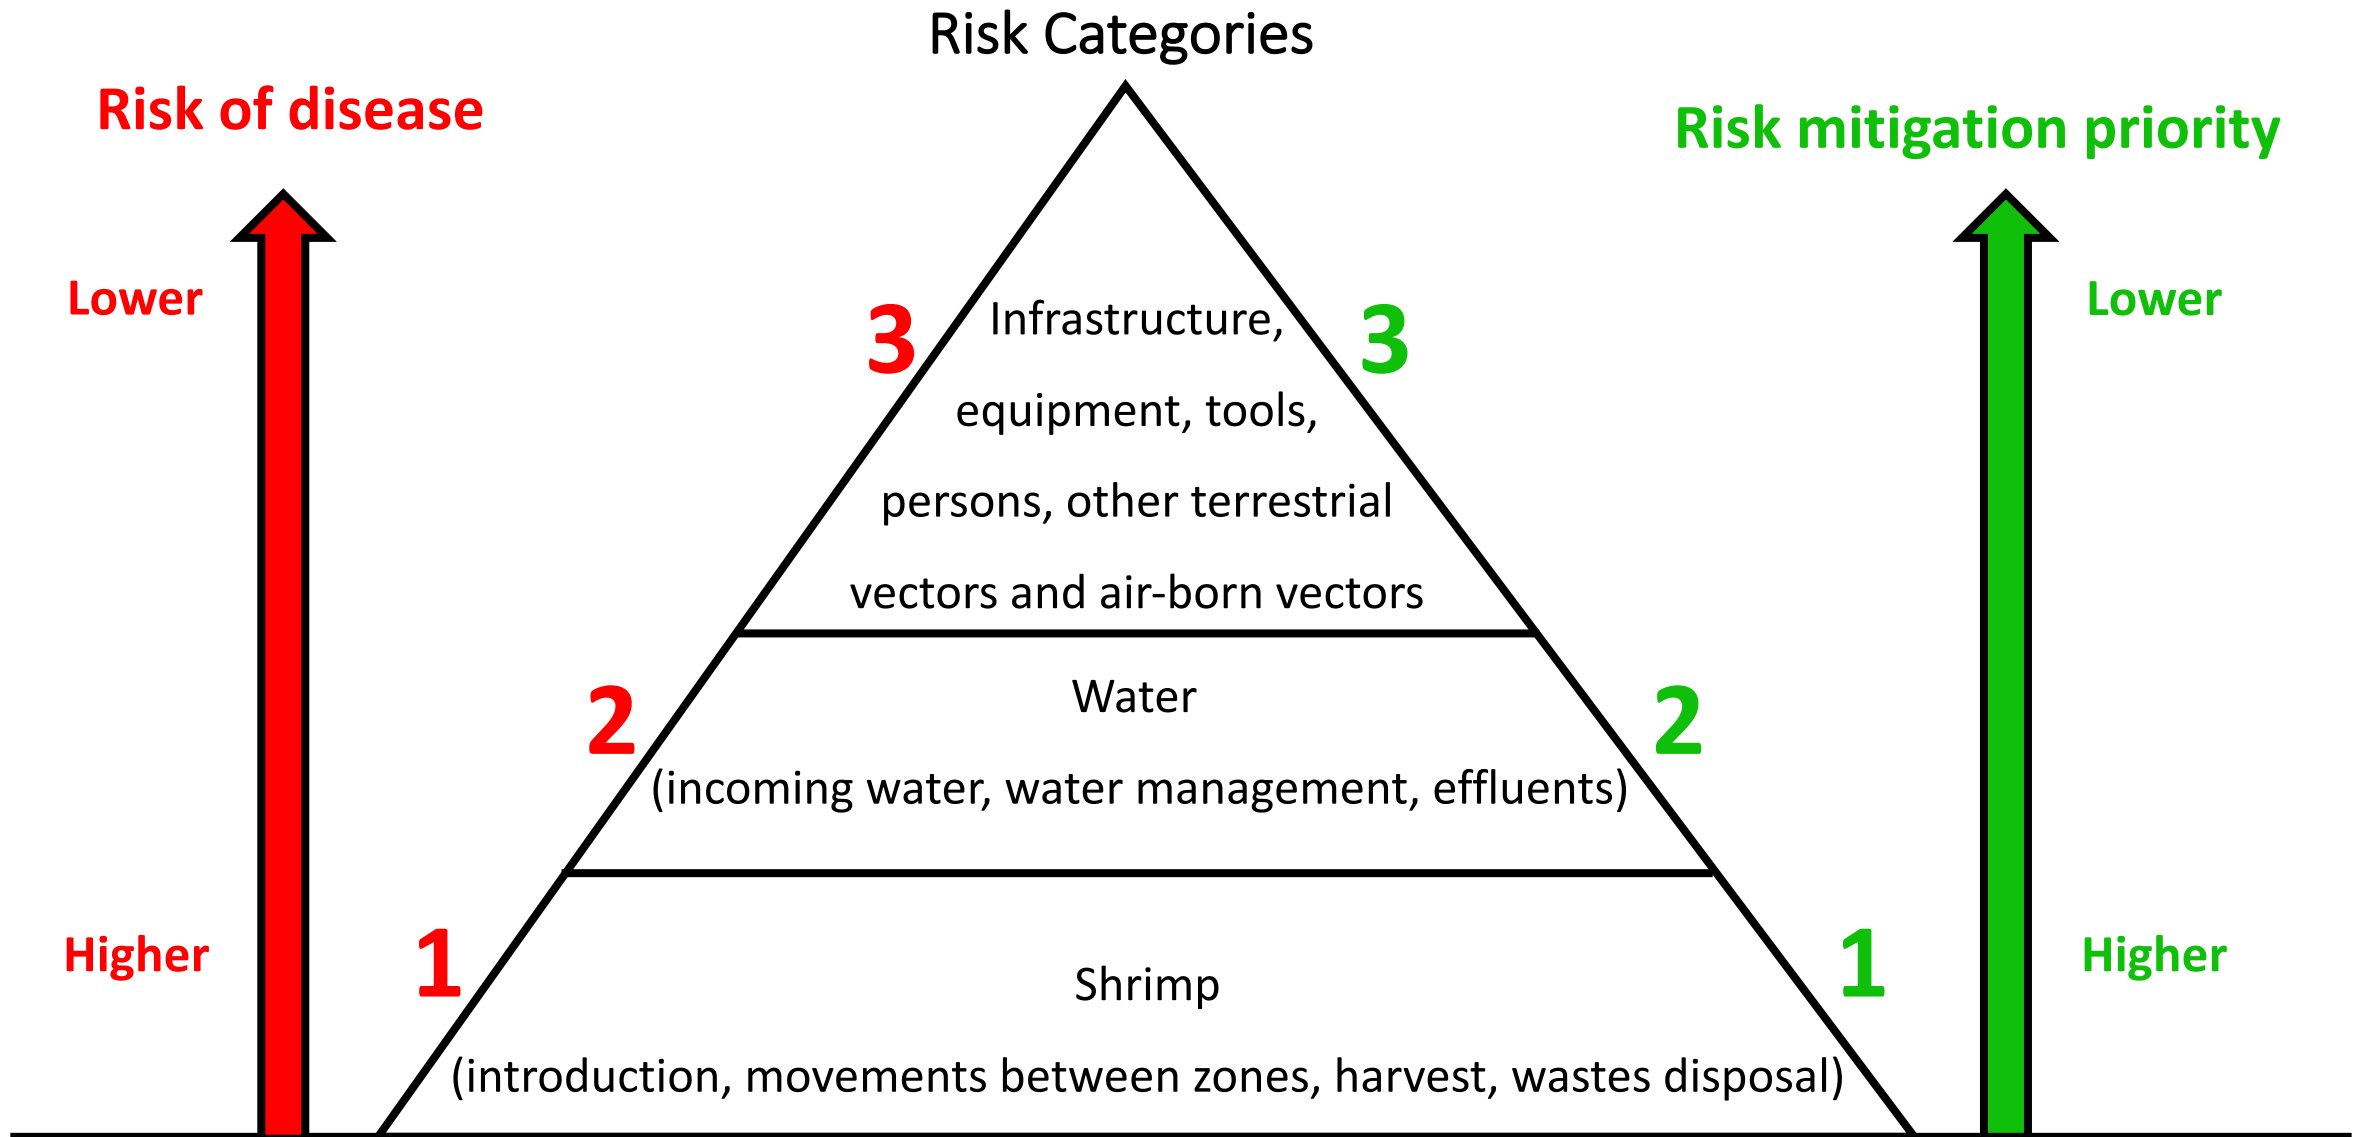 Risk Categories
Risk of disease
Risk mitigation priority
Lower
Lower
3
Infrastructure,
3
equipment, tools,
persons, other terrestrial
vectors and air-born vectors
2
Water
2
(incoming water, water management, effluents)
Higher
1
Shrimp
1
Higher
(introduction, movements between zones, harvest, wastes disposal)